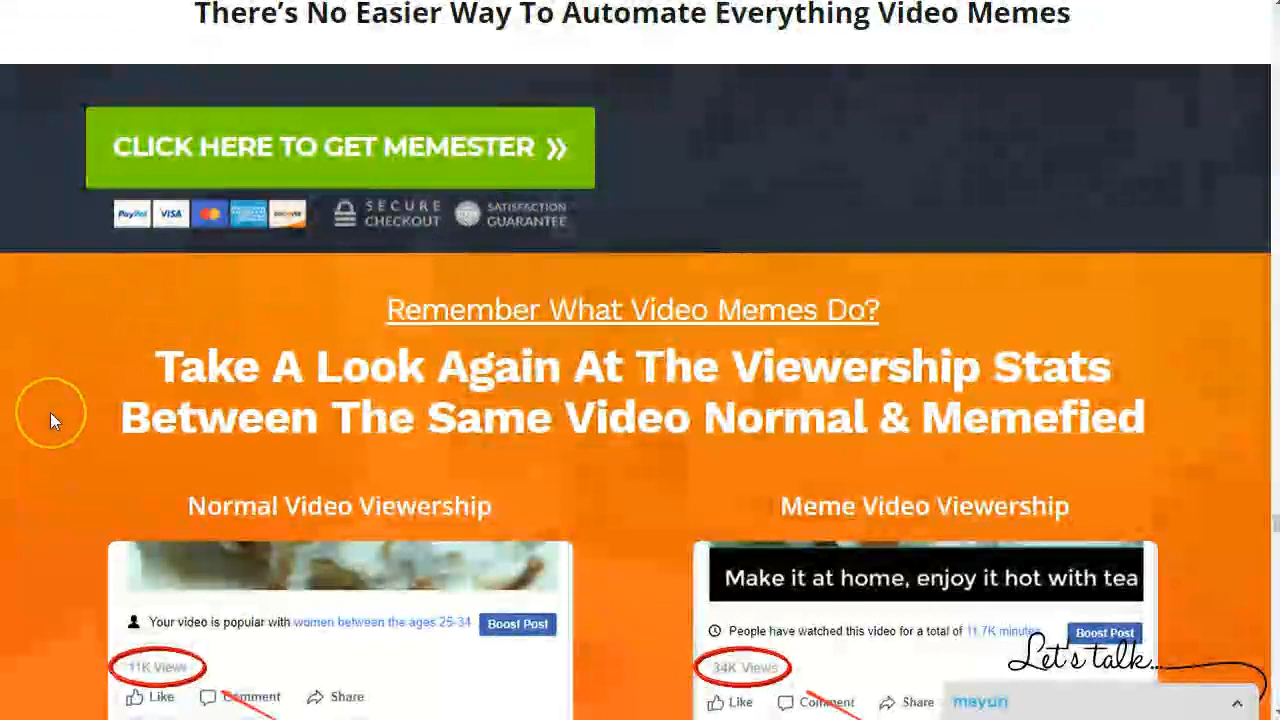 There's No Easier Way To Automate Everything Video Memes
CLICK HERE TO GET MEMESTER »
PayPal VISA
SECURE CHECKOUT
SATISFACTION GUARANTEE
Remember What Video Memes Do?
Take A Look Again At The Viewership Stats
Between The Same Video Normal & Memefied
Normal Video Viewership
Meme Video Viewership
Make it at home, enjoy it hot with tea
Your video is popular with women between the ages 25-34
Boost Post
People have watched this video for a total of 11.7K minutes
Boost Post
11K Views
34K Views
Like Comment Share
Like Comment Share
Let's talk...
mayuri